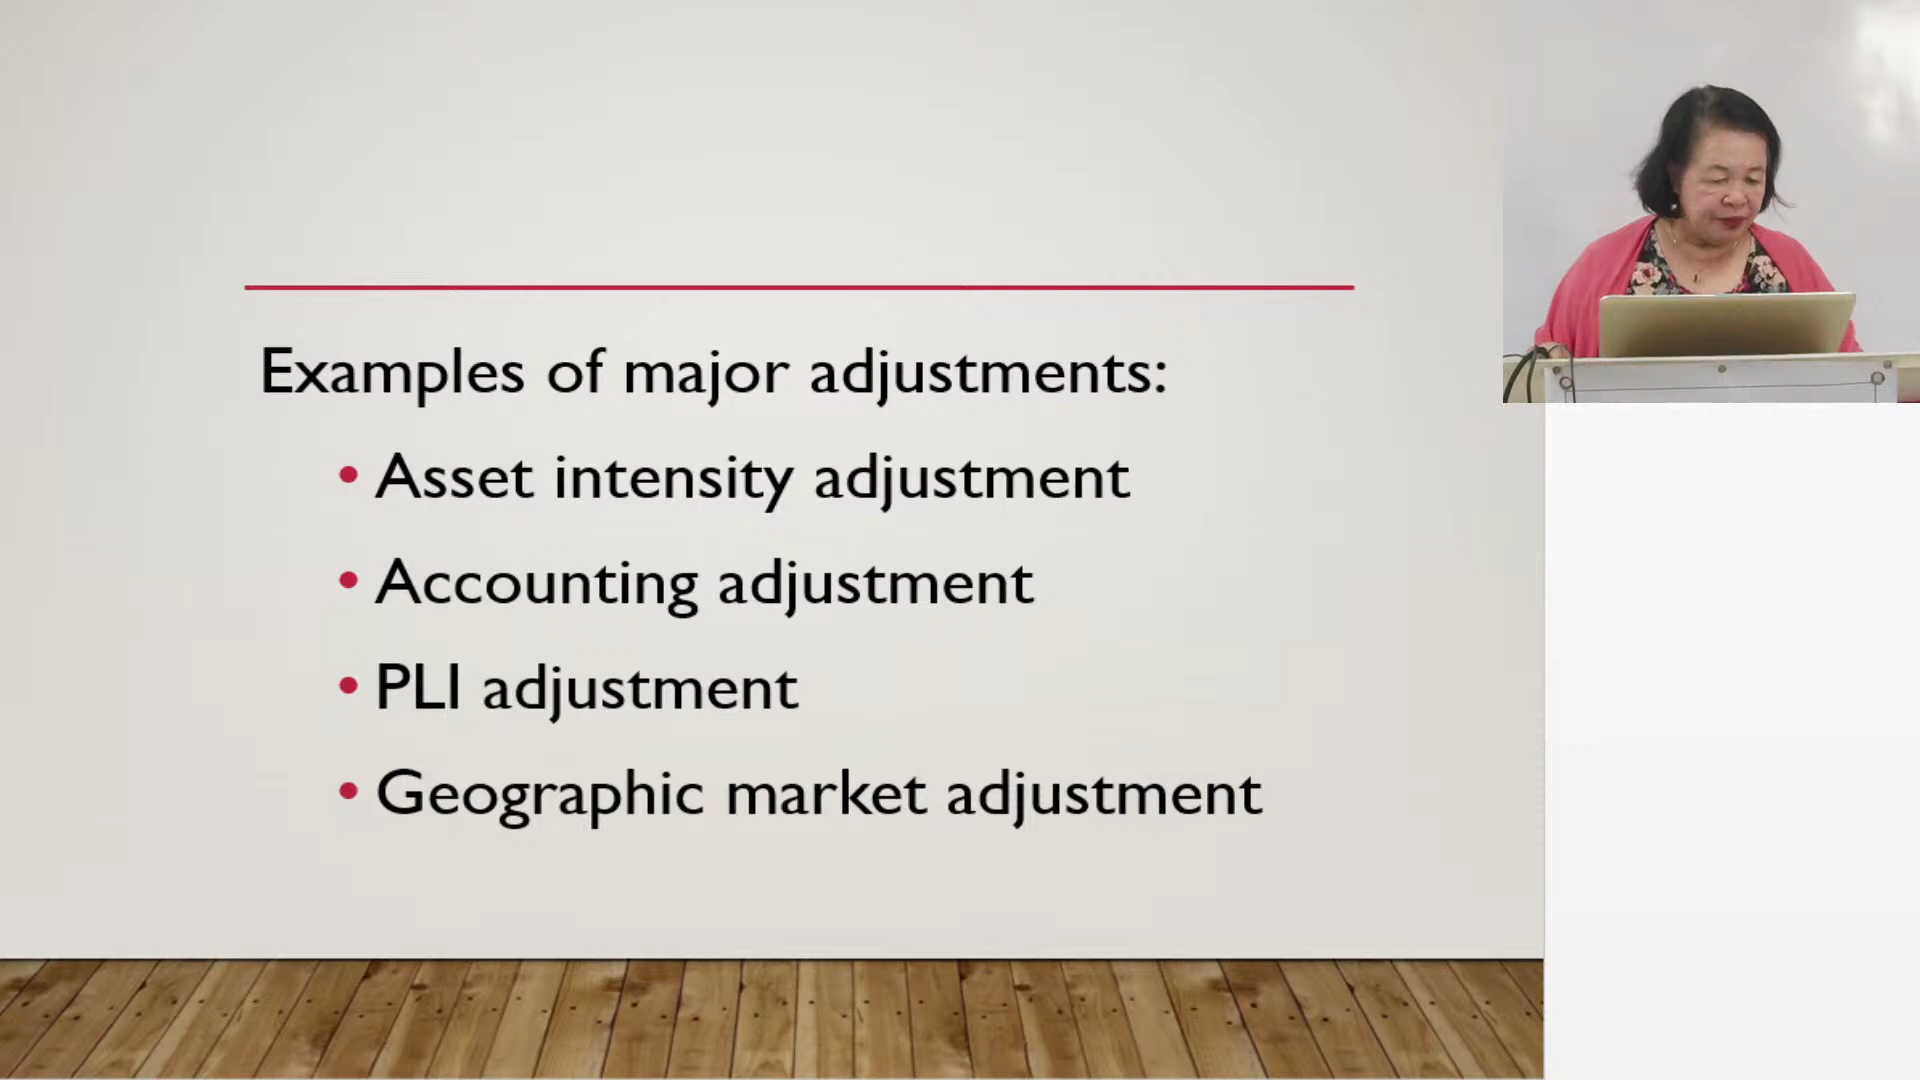 Examples of major adjustments:
• Asset intensity adjustment
• Accounting adjustment
• PLI adjustment
• Geographic market adjustment